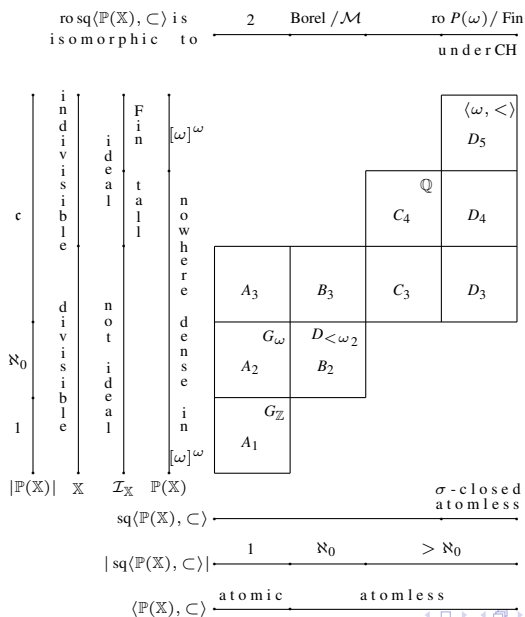 ro sq⟨ℙ(𝕏), ⊂⟩ is
isomorphic to
2
Borel /ℳ
ro P(ω)/ Fin
under CH
⟨ω, <⟩
D₅
ℚ
C₄
D₄
A₃
B₃
C₃
D₃
G_ω
A₂
D_{<ω₂}
B₂
G_ℤ
A₁
𝔠
ℵ₀
1
|ℙ(𝕏)|
indivisible
divisible
𝕏
ideal
not ideal
Fin
tall
ℐ_𝕏
[ω]^ω
nowhere dense in
[ω]^ω
ℙ(𝕏)
sq⟨ℙ(𝕏), ⊂⟩
σ-closed
atomless
| sq⟨ℙ(𝕏), ⊂⟩|
1
ℵ₀
> ℵ₀
⟨ℙ(𝕏), ⊂⟩
atomic
atomless